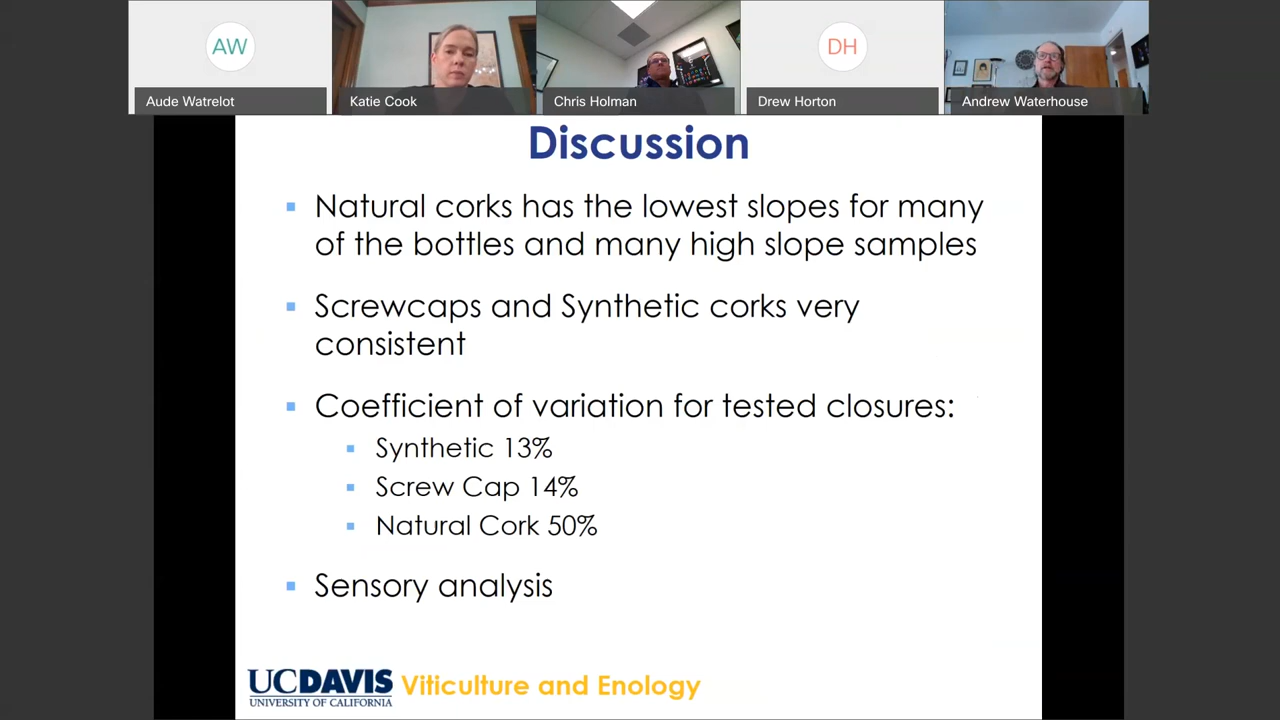 AW
DH
Aude Watrelot
Katie Cook
Chris Holman
Drew Horton
Andrew Waterhouse
Discussion
Natural corks has the lowest slopes for many
of the bottles and many high slope samples
Screwcaps and Synthetic corks very
consistent
Coefficient of variation for tested closures:
Synthetic 13%
Screw Cap 14%
Natural Cork 50%
Sensory analysis
UCDAVIS
UNIVERSITY OF CALIFORNIA
Viticulture and Enology